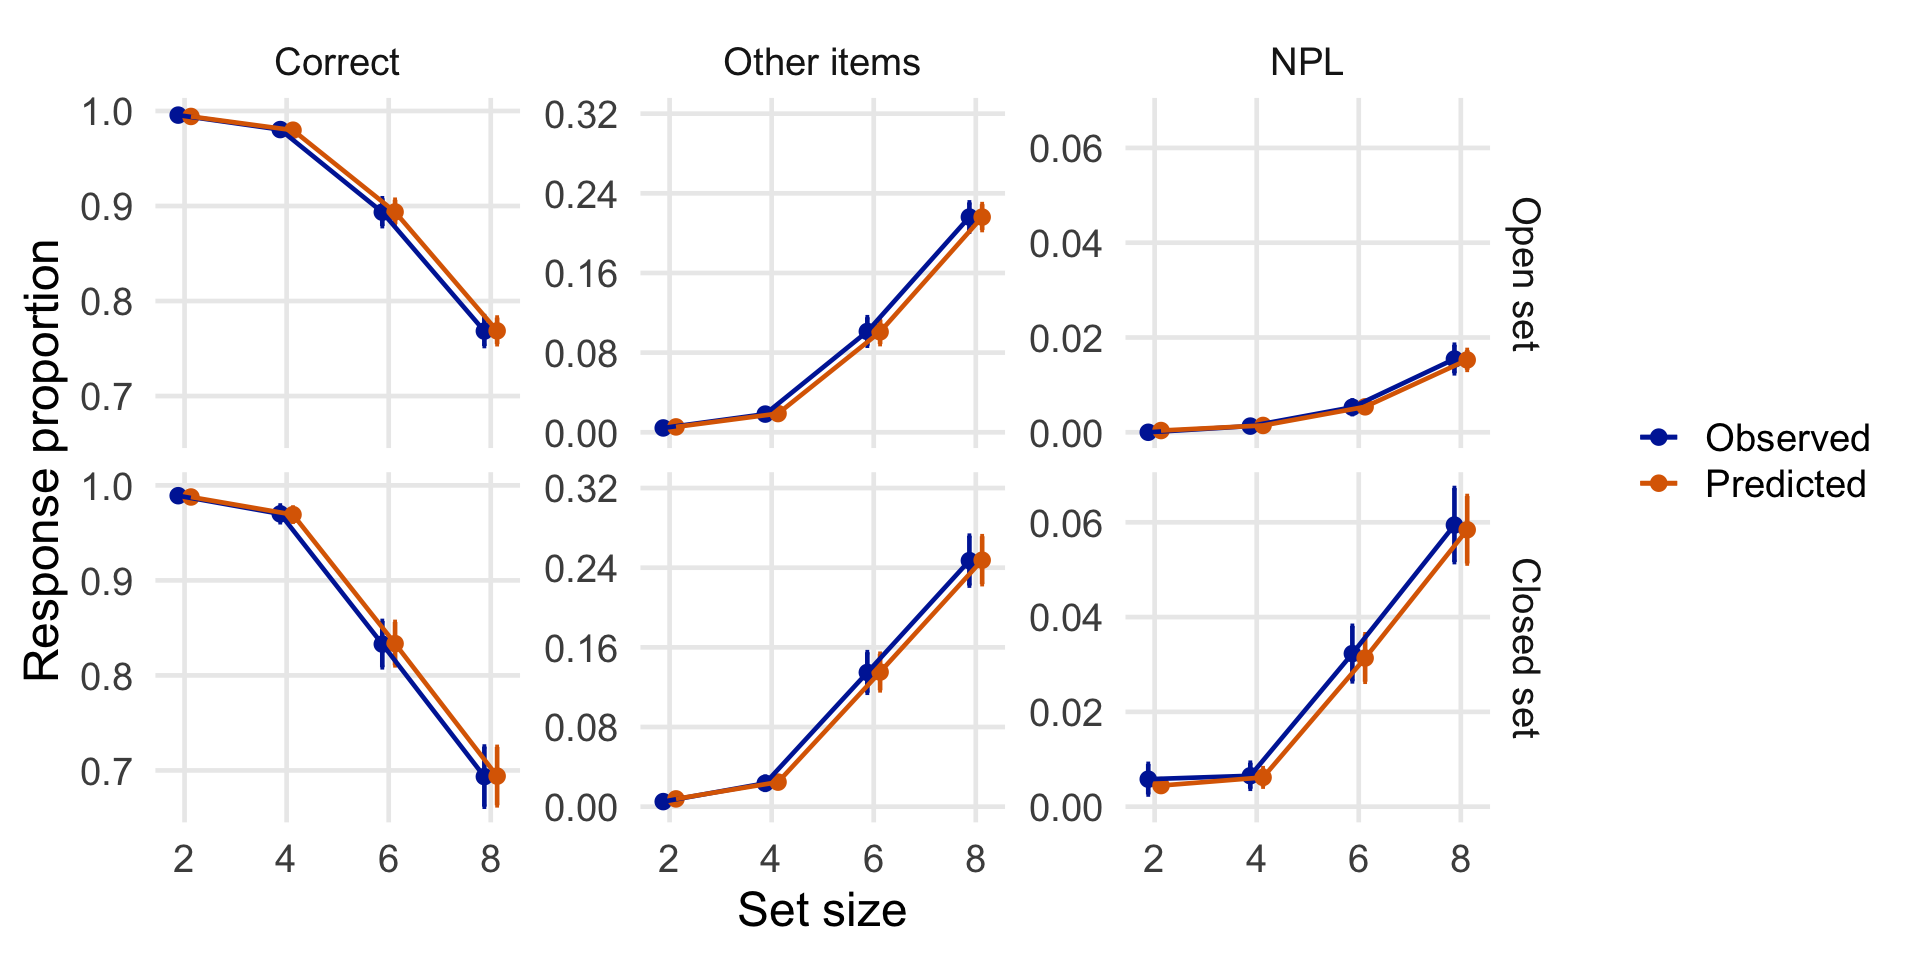 Correct
Other items
NPL
1.0
0.9
0.8
0.7
0.32
0.24
0.16
0.08
0.00
0.06
0.04
0.02
0.00
Open set
1.0
0.9
0.8
0.7
0.32
0.24
0.16
0.08
0.00
0.06
0.04
0.02
0.00
Closed set
2 4 6 8
2 4 6 8
2 4 6 8
Response proportion
Set size
Observed
Predicted